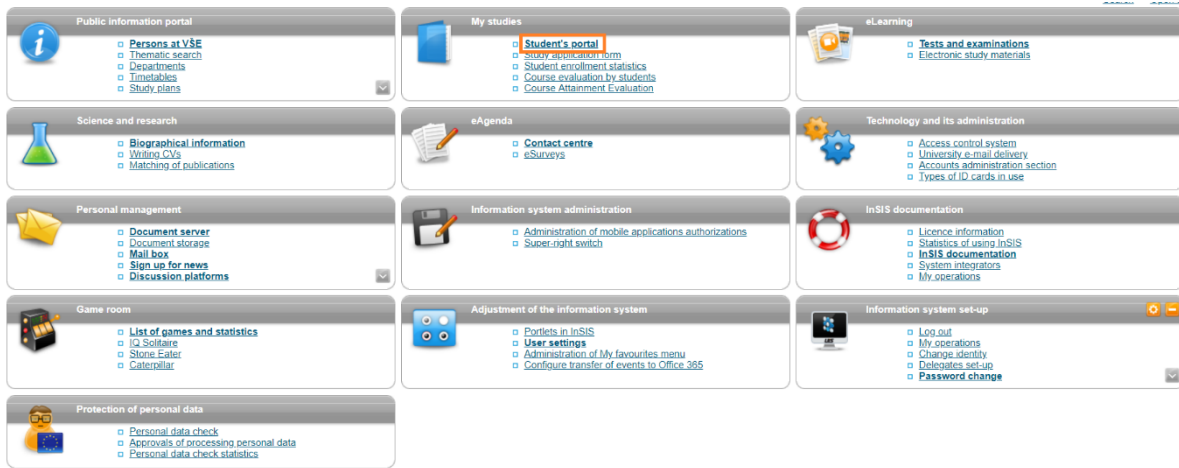 Public information portal
Persons at VŠE
Thematic search
Departments
Timetables
Study plans
My studies
Student's portal
Study application form
Student enrollment statistics
Course evaluation by students
Course Attainment Evaluation
eLearning
Tests and examinations
Electronic study materials
Science and research
Biographical information
Writing CVs
Matching of publications
eAgenda
Contact centre
eSurveys
Technology and its administration
Access control system
University e-mail delivery
Accounts administration section
Types of ID cards in use
Personal management
Document server
Document storage
Mail box
Sign up for news
Discussion platforms
Information system administration
Administration of mobile applications authorizations
Super-right switch
InSIS documentation
Licence information
Statistics of using InSIS
InSIS documentation
System integrators
My operations
Game room
List of games and statistics
IQ Solitaire
Stone Eater
Caterpillar
Adjustment of the information system
Portlets in InSIS
User settings
Administration of My favourites menu
Configure transfer of events to Office 365
Information system set-up
Log out
My operations
Change identity
Delegates set-up
Password change
Protection of personal data
Personal data check
Approvals of processing personal data
Personal data check statistics